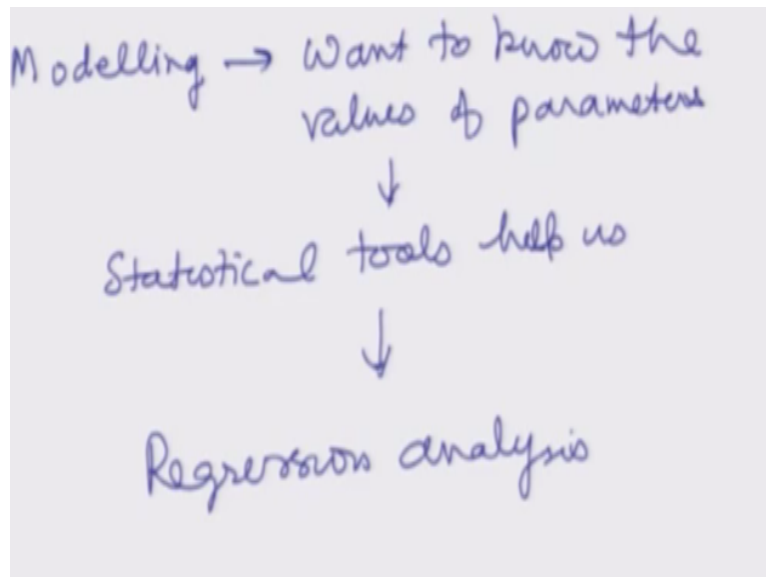 Modelling → Want to know the
values of parameters
↓
Statistical tools help us
↓
Regression analysis